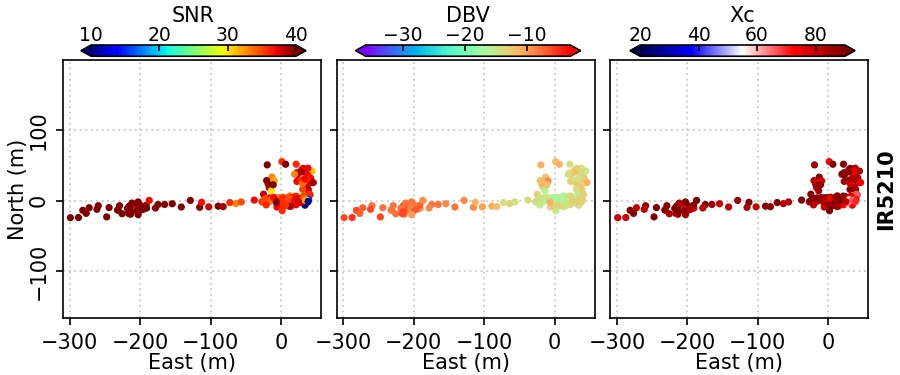 SNR DBV Xc
10 20 30 40 −30 −20 −10 20 40 60 80
100
0
−100
North (m)
IR5210
−300 −200 −100 0 −300 −200 −100 0 −300 −200 −100 0
East (m) East (m) East (m)